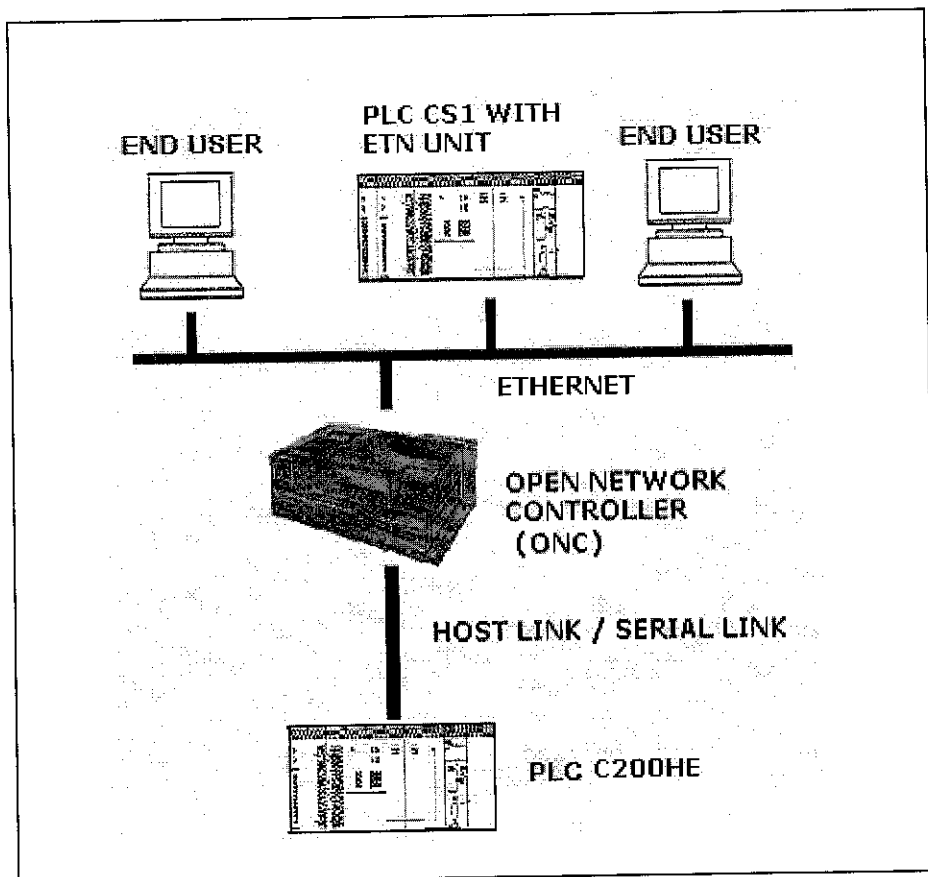 PLC CS1 WITH
ETN UNIT
END USER
END USER
ETHERNET
OPEN NETWORK
CONTROLLER
(ONC)
HOST LINK / SERIAL LINK
PLC C200HE